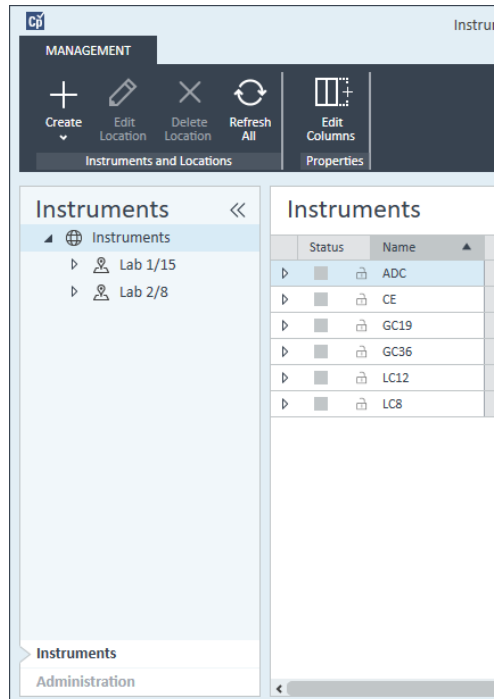 Cp
Instru
MANAGEMENT
Create
Edit Location
Delete Location
Refresh All
Edit Columns
Instruments and Locations
Properties
Instruments
Instruments
Lab 1/15
Lab 2/8
Instruments
Administration
Instruments
Status Name
ADC
CE
GC19
GC36
LC12
LC8